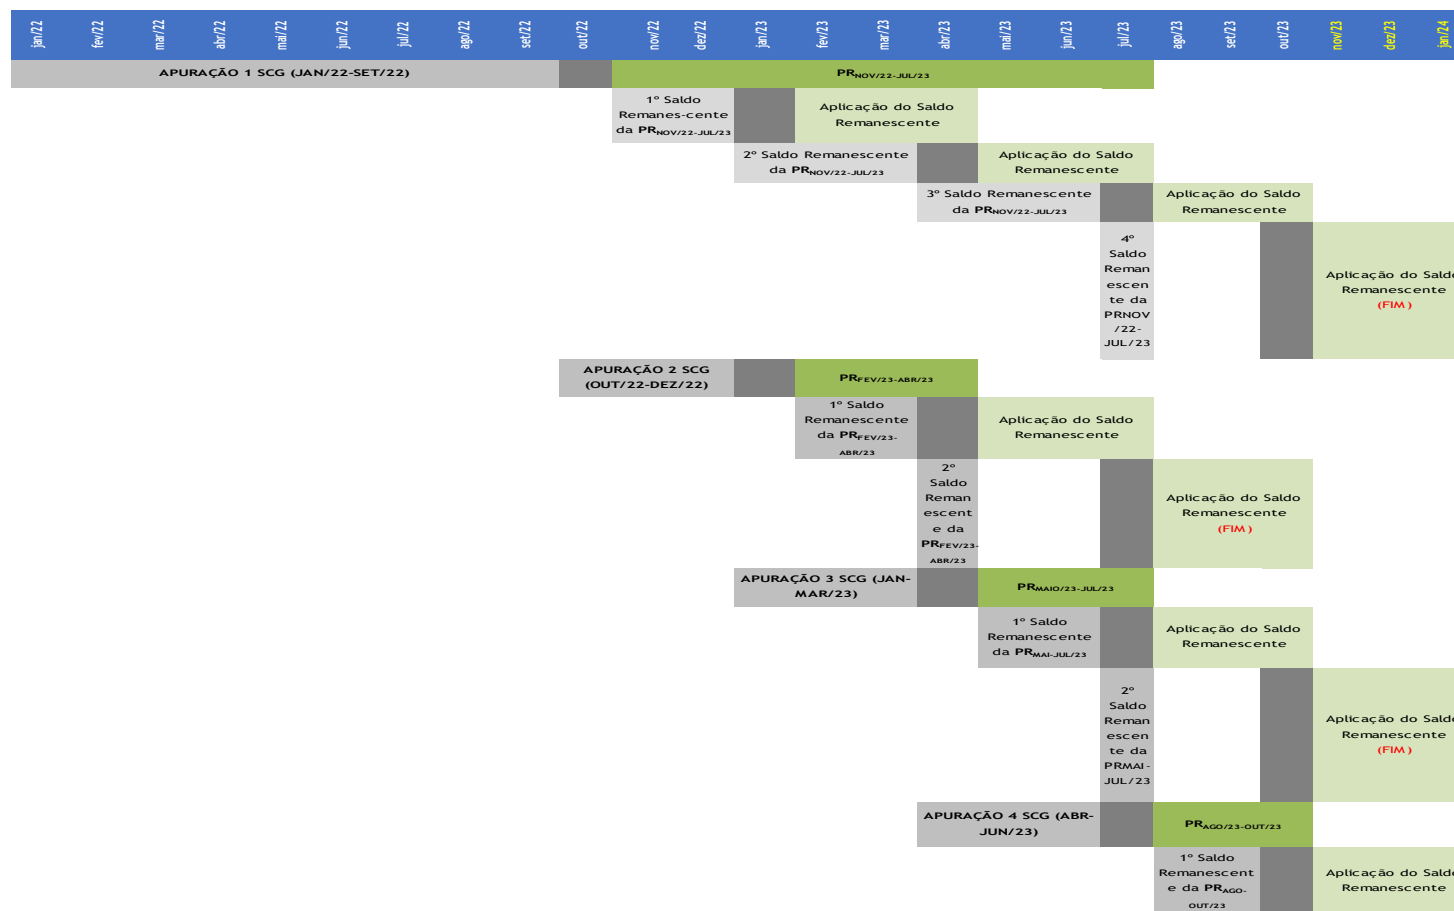 jan/22 fev/22 mar/22 abr/22 mai/22 jun/22 jul/22 ago/22 set/22 out/22 nov/22 dez/22 jan/23 fev/23 mar/23 abr/23 mai/23 jun/23 jul/23 ago/23 set/23 out/23 nov/23 dez/23 jan/24
APURAÇÃO 1 SCG (JAN/22-SET/22)
PRNOV/22-JUL/23
1º Saldo
Remanes-cente
da PRNOV/22-JUL/23
Aplicação do Saldo
Remanescente
2º Saldo Remanescente
da PRNOV/22-JUL/23
Aplicação do Saldo
Remanescente
3º Saldo Remanescente
da PRNOV/22-JUL/23
Aplicação do Saldo
Remanescente
4º
Saldo
Reman
escen
te da
PRNOV
/22-
JUL/23
Aplicação do Saldo
Remanescente
(FIM)
APURAÇÃO 2 SCG
(OUT/22-DEZ/22)
PRFEV/23-ABR/23
1º Saldo
Remanescente
da PRFEV/23-
ABR/23
Aplicação do Saldo
Remanescente
2º
Saldo
Reman
escent
e da
PRFEV/23-
ABR/23
Aplicação do Saldo
Remanescente
(FIM)
APURAÇÃO 3 SCG (JAN-
MAR/23)
PRMAIO/23-JUL/23
1º Saldo
Remanescente
da PRMAI-JUL/23
Aplicação do Saldo
Remanescente
2º
Saldo
Reman
escen
te da
PRMAI-
JUL/23
Aplicação do Saldo
Remanescente
(FIM)
APURAÇÃO 4 SCG (ABR-
JUN/23)
PRAGO/23-OUT/23
1º Saldo
Remanescent
e da PRAGO-
OUT/23
Aplicação do Saldo
Remanescente